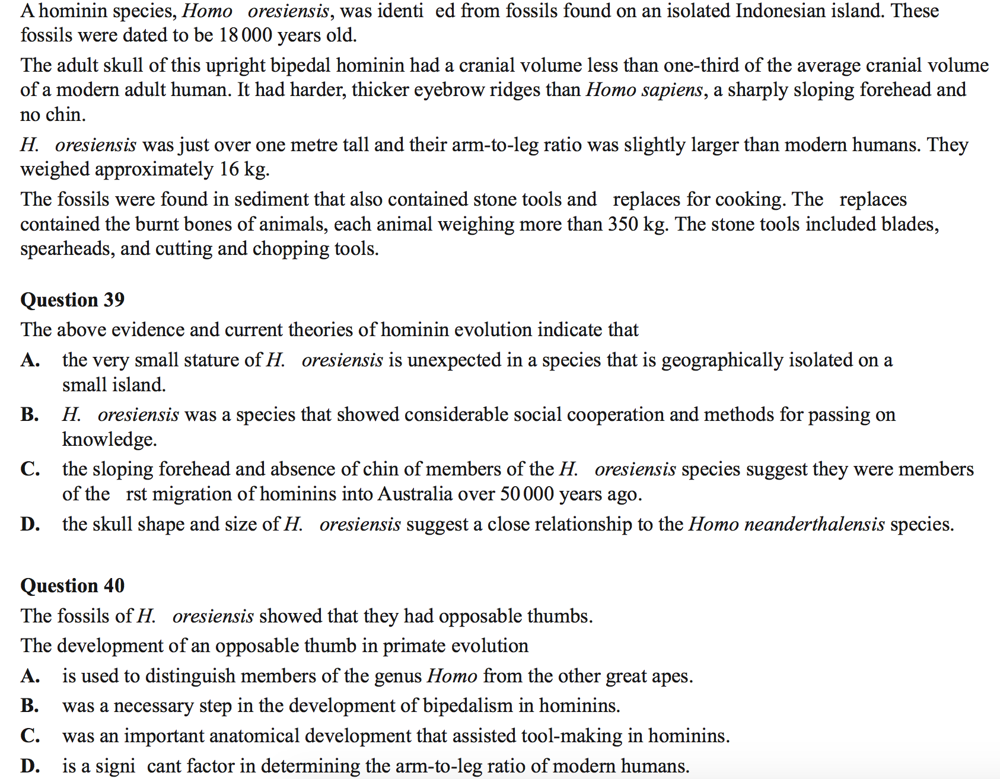 A hominin species, Homo oresiensis, was identi ed from fossils found on an isolated Indonesian island. These
fossils were dated to be 18 000 years old.
The adult skull of this upright bipedal hominin had a cranial volume less than one-third of the average cranial volume
of a modern adult human. It had harder, thicker eyebrow ridges than Homo sapiens, a sharply sloping forehead and
no chin.
H. oresiensis was just over one metre tall and their arm-to-leg ratio was slightly larger than modern humans. They
weighed approximately 16 kg.
The fossils were found in sediment that also contained stone tools and replaces for cooking. The replaces
contained the burnt bones of animals, each animal weighing more than 350 kg. The stone tools included blades,
spearheads, and cutting and chopping tools.
Question 39
The above evidence and current theories of hominin evolution indicate that
A. the very small stature of H. oresiensis is unexpected in a species that is geographically isolated on a
small island.
B. H. oresiensis was a species that showed considerable social cooperation and methods for passing on
knowledge.
C. the sloping forehead and absence of chin of members of the H. oresiensis species suggest they were members
of the rst migration of hominins into Australia over 50 000 years ago.
D. the skull shape and size of H. oresiensis suggest a close relationship to the Homo neanderthalensis species.
Question 40
The fossils of H. oresiensis showed that they had opposable thumbs.
The development of an opposable thumb in primate evolution
A. is used to distinguish members of the genus Homo from the other great apes.
B. was a necessary step in the development of bipedalism in hominins.
C. was an important anatomical development that assisted tool-making in hominins.
D. is a signi cant factor in determining the arm-to-leg ratio of modern humans.